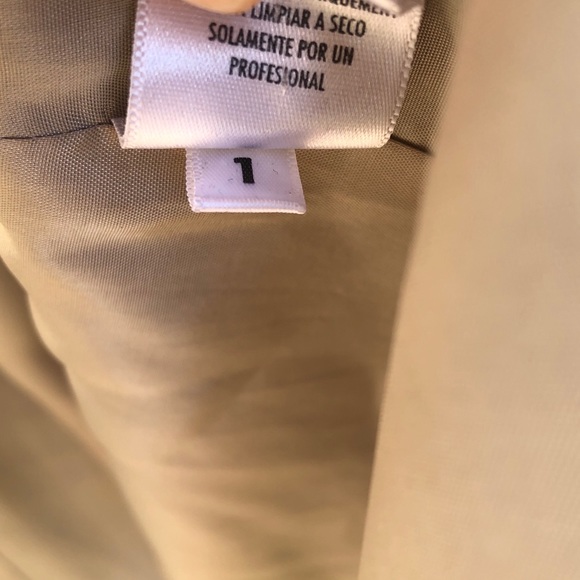 LIMPIAR A SECO
SOLAMENTE POR UN
PROFESIONAL
1